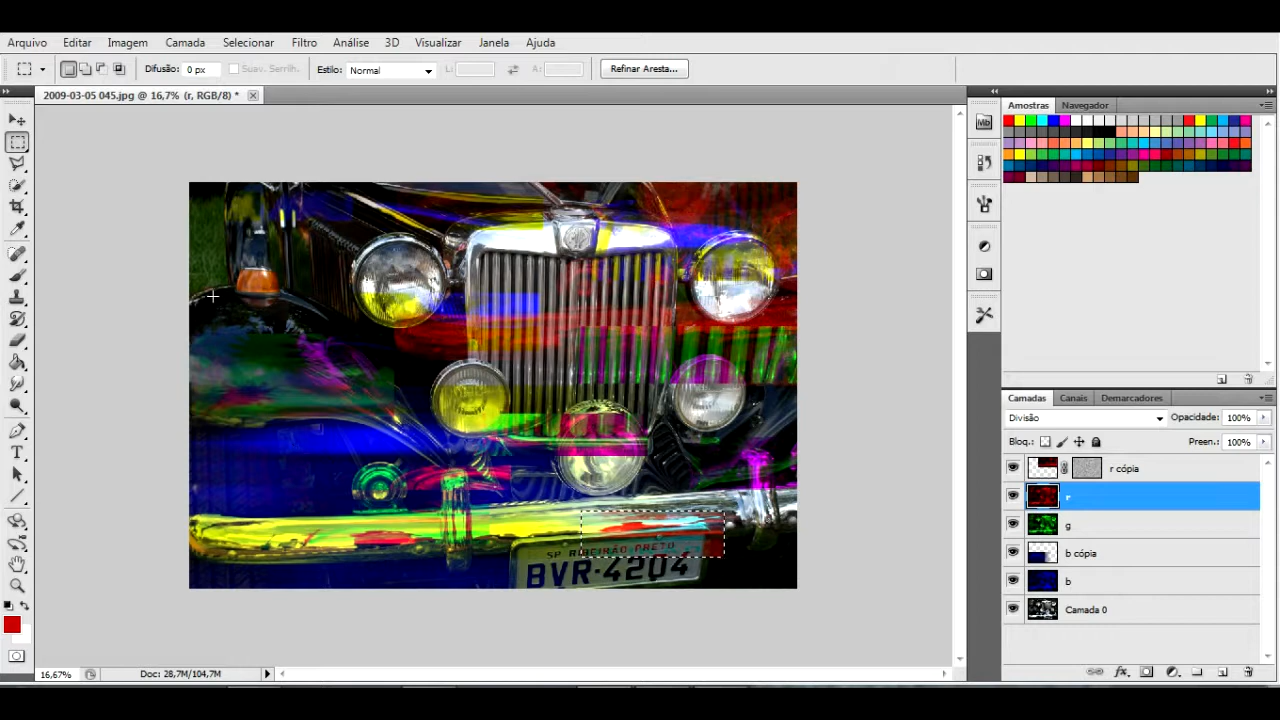 Arquivo Editar Imagem Camada Selecionar Filtro Análise 3D Visualizar Janela Ajuda
Difusão: 0 px Suav. Serrilh. Estilo: Normal L: A: Refinar Aresta...
2009-03-05 045.jpg @ 16,7% (r, RGB/8) *
Amostras Navegador
Mb
SP RIBEIRÃO PRETO
BVR·4204
Camadas Canais Demarcadores
Divisão Opacidade: 100%
Bloq.: Preen.: 100%
r cópia
r
g
b cópia
b
Camada 0
16,67% Doc: 28,7M/104,7M
fx